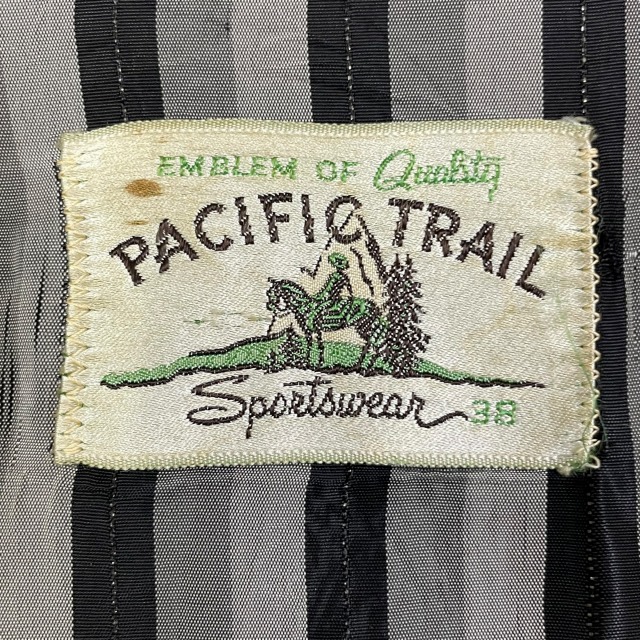 EMBLEM OF Quality
PACIFIC TRAIL
Sportswear 38